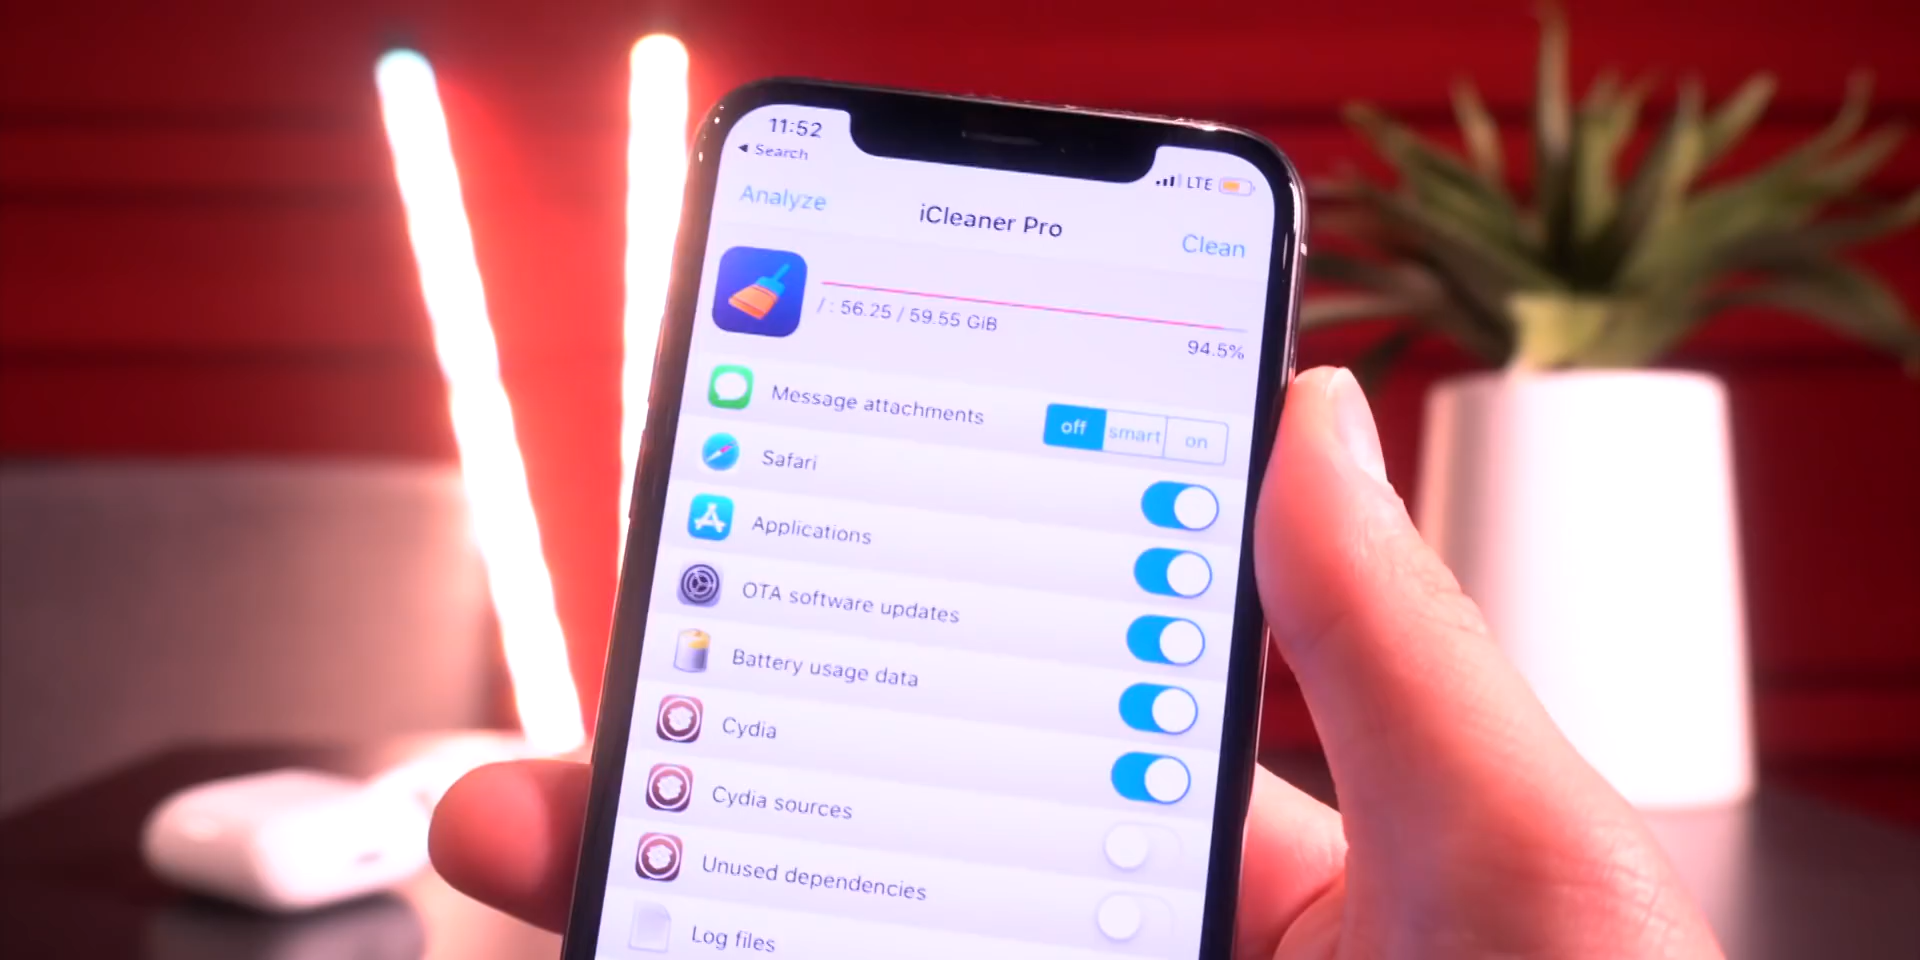 11:52
◀ Search
LTE
Analyze
iCleaner Pro
Clean
/ : 56.25 / 59.55 GiB
94.5%
Message attachments
off smart on
Safari
Applications
OTA software updates
Battery usage data
Cydia
Cydia sources
Unused dependencies
Log files